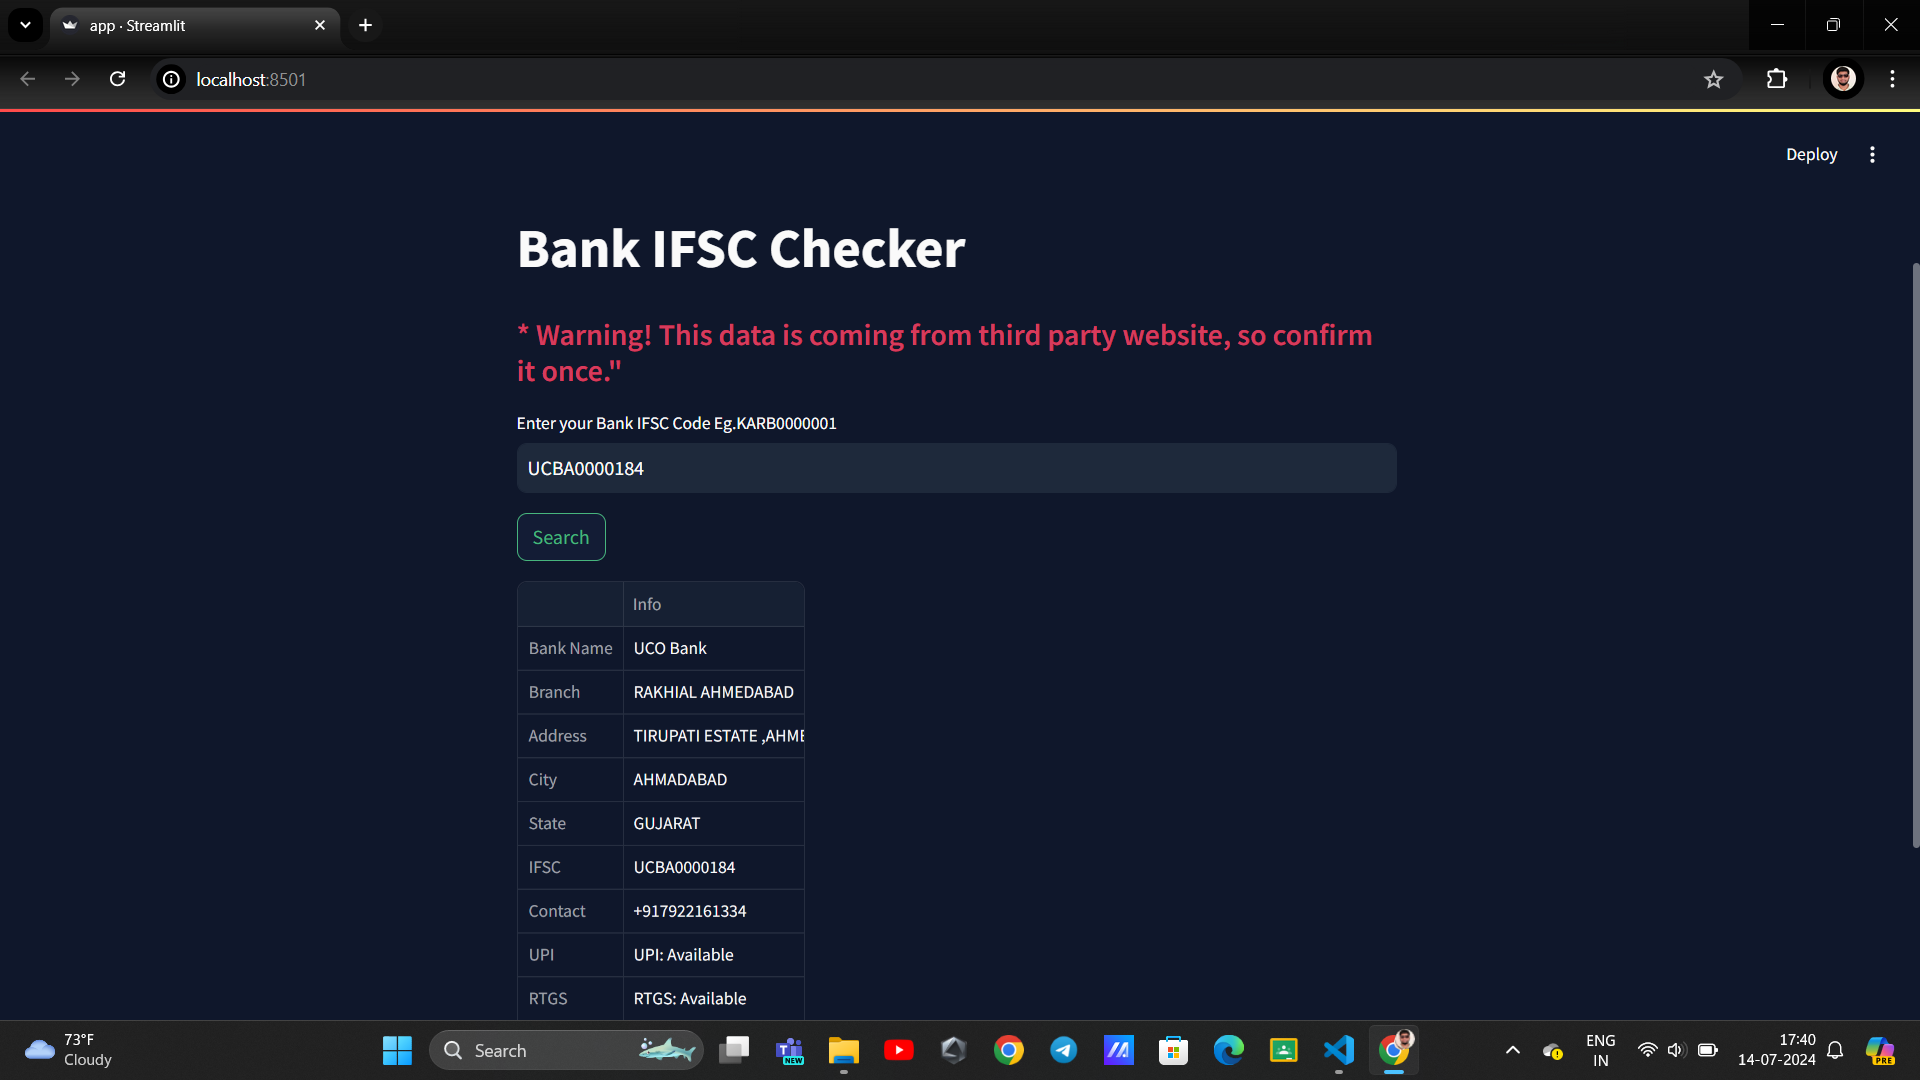 app · Streamlit
localhost:8501
Deploy
Bank IFSC Checker
* Warning! This data is coming from third party website, so confirm
it once."
Enter your Bank IFSC Code Eg.KARB0000001
UCBA0000184
Search
Info
Bank Name UCO Bank
Branch RAKHIAL AHMEDABAD
Address TIRUPATI ESTATE ,AHME
City AHMADABAD
State GUJARAT
IFSC UCBA0000184
Contact +917922161334
UPI UPI: Available
RTGS RTGS: Available
73°F
Cloudy
Search
NEW
ENG
IN
17:40
14-07-2024
PRE